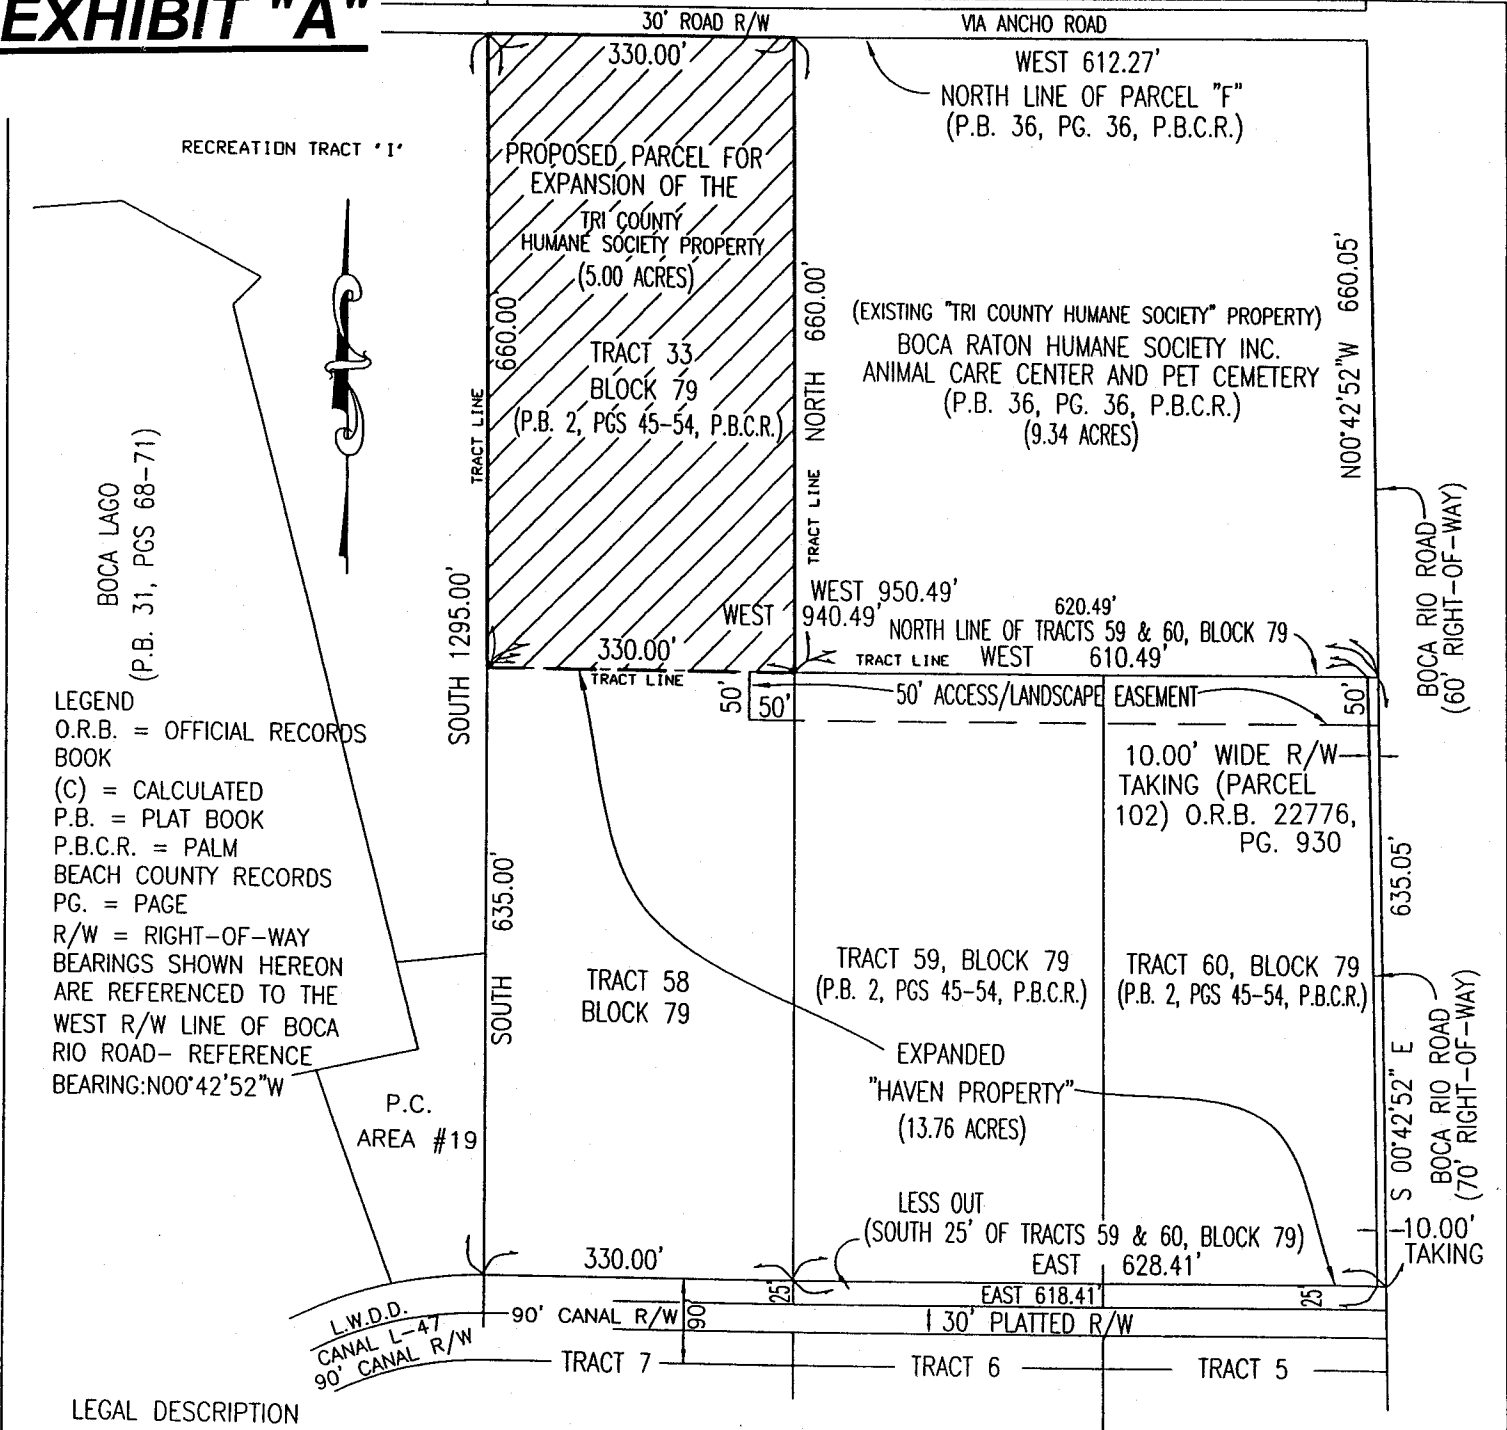 EXHIBIT "A"
30' ROAD R/W
VIA ANCHO ROAD
330.00'
WEST 612.27'
NORTH LINE OF PARCEL "F"
(P.B. 36, PG. 36, P.B.C.R.)
RECREATION TRACT 'I'
PROPOSED PARCEL FOR
EXPANSION OF THE
TRI COUNTY
HUMANE SOCIETY PROPERTY
(5.00 ACRES)
TRACT 33
BLOCK 79
(P.B. 2, PGS 45-54, P.B.C.R.)
660.00'
TRACT LINE
NORTH 660.00'
TRACT LINE
(EXISTING "TRI COUNTY HUMANE SOCIETY" PROPERTY)
BOCA RATON HUMANE SOCIETY INC.
ANIMAL CARE CENTER AND PET CEMETERY
(P.B. 36, PG. 36, P.B.C.R.)
(9.34 ACRES)
N00°42'52"W 660.05'
BOCA RIO ROAD
(60' RIGHT-OF-WAY)
BOCA LAGO
(P.B. 31, PGS 68-71)
SOUTH 1295.00'
WEST 950.49'
WEST 940.49'
620.49'
NORTH LINE OF TRACTS 59 & 60, BLOCK 79
330.00'
TRACT LINE
TRACT LINE WEST 610.49'
50'
50'
50' ACCESS/LANDSCAPE EASEMENT
50'
LEGEND
O.R.B. = OFFICIAL RECORDS
BOOK
(C) = CALCULATED
P.B. = PLAT BOOK
P.B.C.R. = PALM
BEACH COUNTY RECORDS
PG. = PAGE
R/W = RIGHT-OF-WAY
BEARINGS SHOWN HEREON
ARE REFERENCED TO THE
WEST R/W LINE OF BOCA
RIO ROAD- REFERENCE
BEARING:N00°42'52"W
10.00' WIDE R/W
TAKING (PARCEL
102) O.R.B. 22776,
PG. 930
SOUTH 635.00'
635.05'
TRACT 58
BLOCK 79
TRACT 59, BLOCK 79
(P.B. 2, PGS 45-54, P.B.C.R.)
TRACT 60, BLOCK 79
(P.B. 2, PGS 45-54, P.B.C.R.)
EXPANDED
"HAVEN PROPERTY"
(13.76 ACRES)
S 00°42'52" E
BOCA RIO ROAD
(70' RIGHT-OF-WAY)
P.C.
AREA #19
LESS OUT
(SOUTH 25' OF TRACTS 59 & 60, BLOCK 79)
10.00'
TAKING
330.00'
EAST 628.41'
25'
EAST 618.41'
25'
L.W.D.D.
CANAL L-47
90' CANAL R/W
90' CANAL R/W
90'
30' PLATTED R/W
TRACT 7
TRACT 6
TRACT 5
LEGAL DESCRIPTION